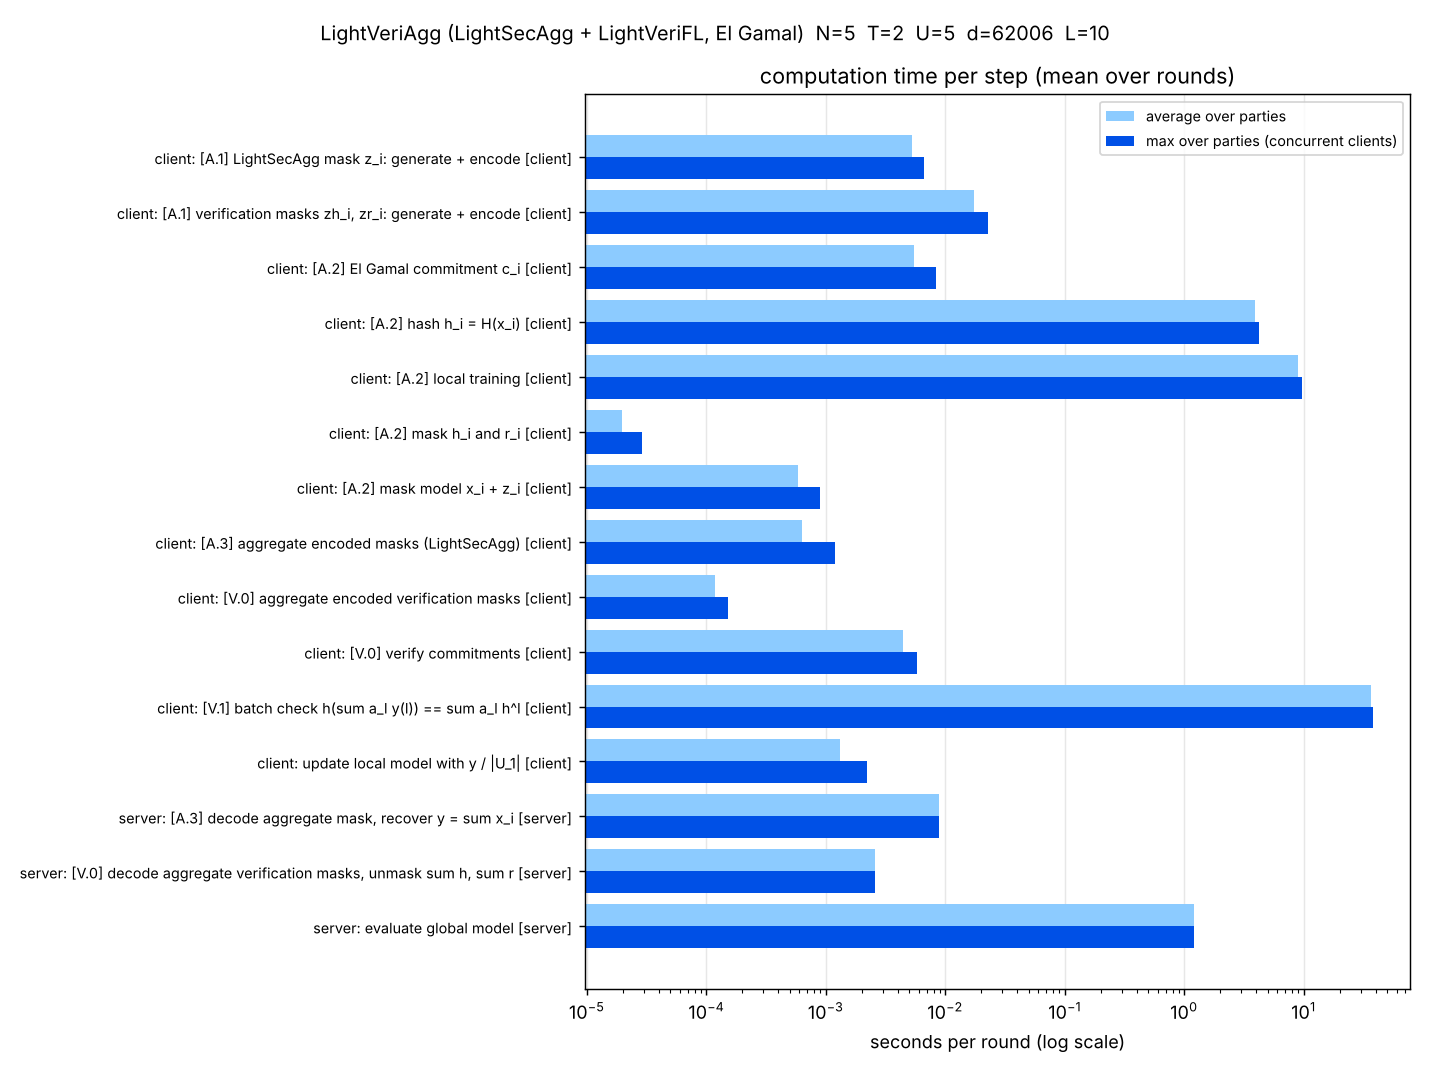 LightVeriAgg (LightSecAgg + LightVeriFL, El Gamal)  N=5  T=2  U=5  d=62006  L=10
computation time per step (mean over rounds)
average over parties
max over parties (concurrent clients)
client: [A.1] LightSecAgg mask z_i: generate + encode [client]
client: [A.1] verification masks zh_i, zr_i: generate + encode [client]
client: [A.2] El Gamal commitment c_i [client]
client: [A.2] hash h_i = H(x_i) [client]
client: [A.2] local training [client]
client: [A.2] mask h_i and r_i [client]
client: [A.2] mask model x_i + z_i [client]
client: [A.3] aggregate encoded masks (LightSecAgg) [client]
client: [V.0] aggregate encoded verification masks [client]
client: [V.0] verify commitments [client]
client: [V.1] batch check h(sum a_l y(l)) == sum a_l h^l [client]
client: update local model with y / |U_1| [client]
server: [A.3] decode aggregate mask, recover y = sum x_i [server]
server: [V.0] decode aggregate verification masks, unmask sum h, sum r [server]
server: evaluate global model [server]
10⁻⁵ 10⁻⁴ 10⁻³ 10⁻² 10⁻¹ 10⁰ 10¹
seconds per round (log scale)